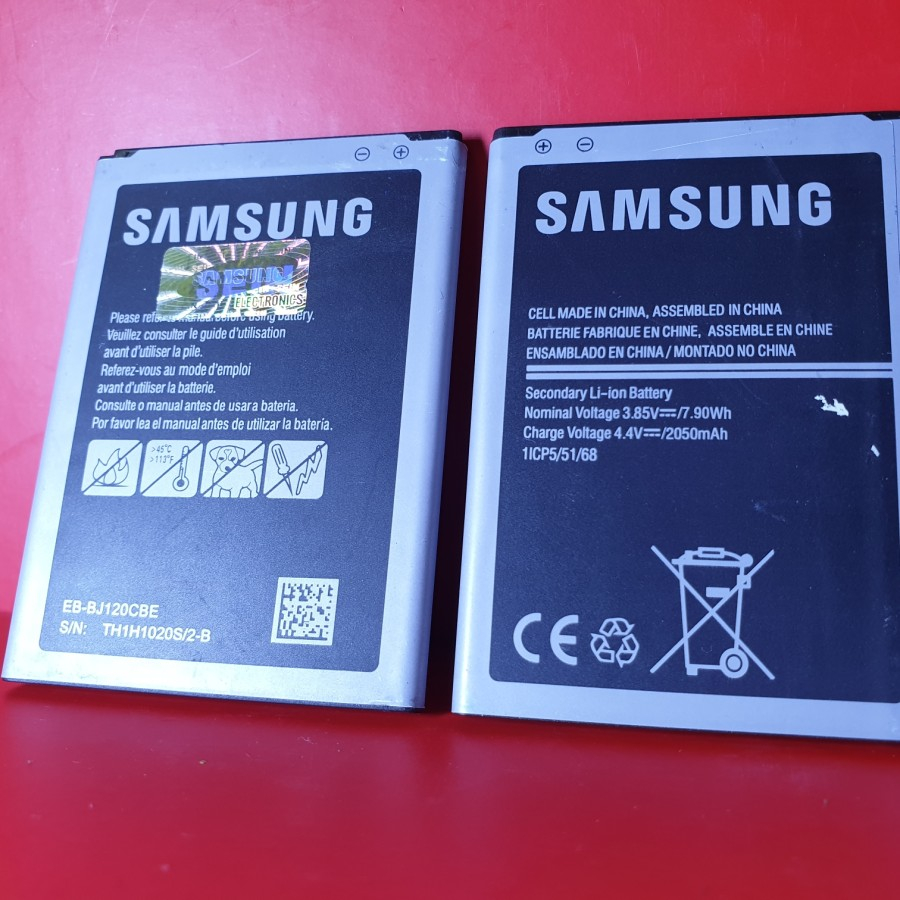 SAMSUNG
SAMSUNG
ELECTRONICS
Please refer manual before using battery.
Veuillez consulter le guide d'utilisation
avant d'utiliser la pile.
Referez-vous au mode d'emploi
avant d'utiliser la batterie.
Consulte o manual antes de usar a bateria.
Por favor lea el manual antes de utilizar la batería.
>45°C
>113°F
EB-BJ120CBE
S/N: TH1H1020S/2-B
SAMSUNG
CELL MADE IN CHINA, ASSEMBLED IN CHINA
BATTERIE FABRIQUE EN CHINE, ASSEMBLE EN CHINE
ENSAMBLADO EN CHINA / MONTADO NO CHINA
Secondary Li-ion Battery
Nominal Voltage 3.85V⎓/7.90Wh
Charge Voltage 4.4V⎓/2050mAh
1ICP5/51/68
CE